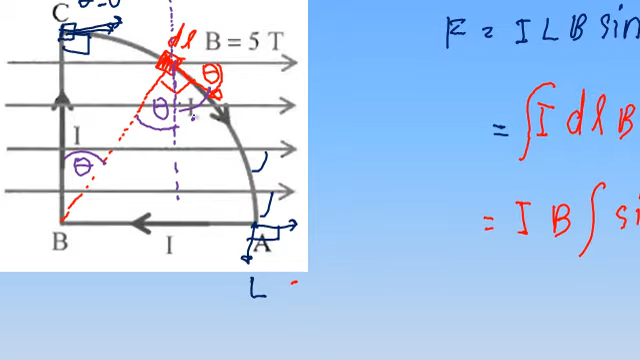 C
dl
B = 5 T
θ
θ
I
I
θ
B
I
A
L
F = I L B sin
= ∫ I dl B
= I B ∫ si